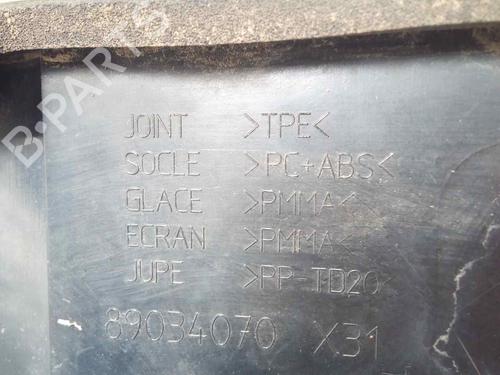 JOINT >TPE<
SOCLE >PC+ABS<
GLACE >PMMA<
ECRAN >PMMA<
JUPE >PP-TD20<
89034070 X31
B-PARTS